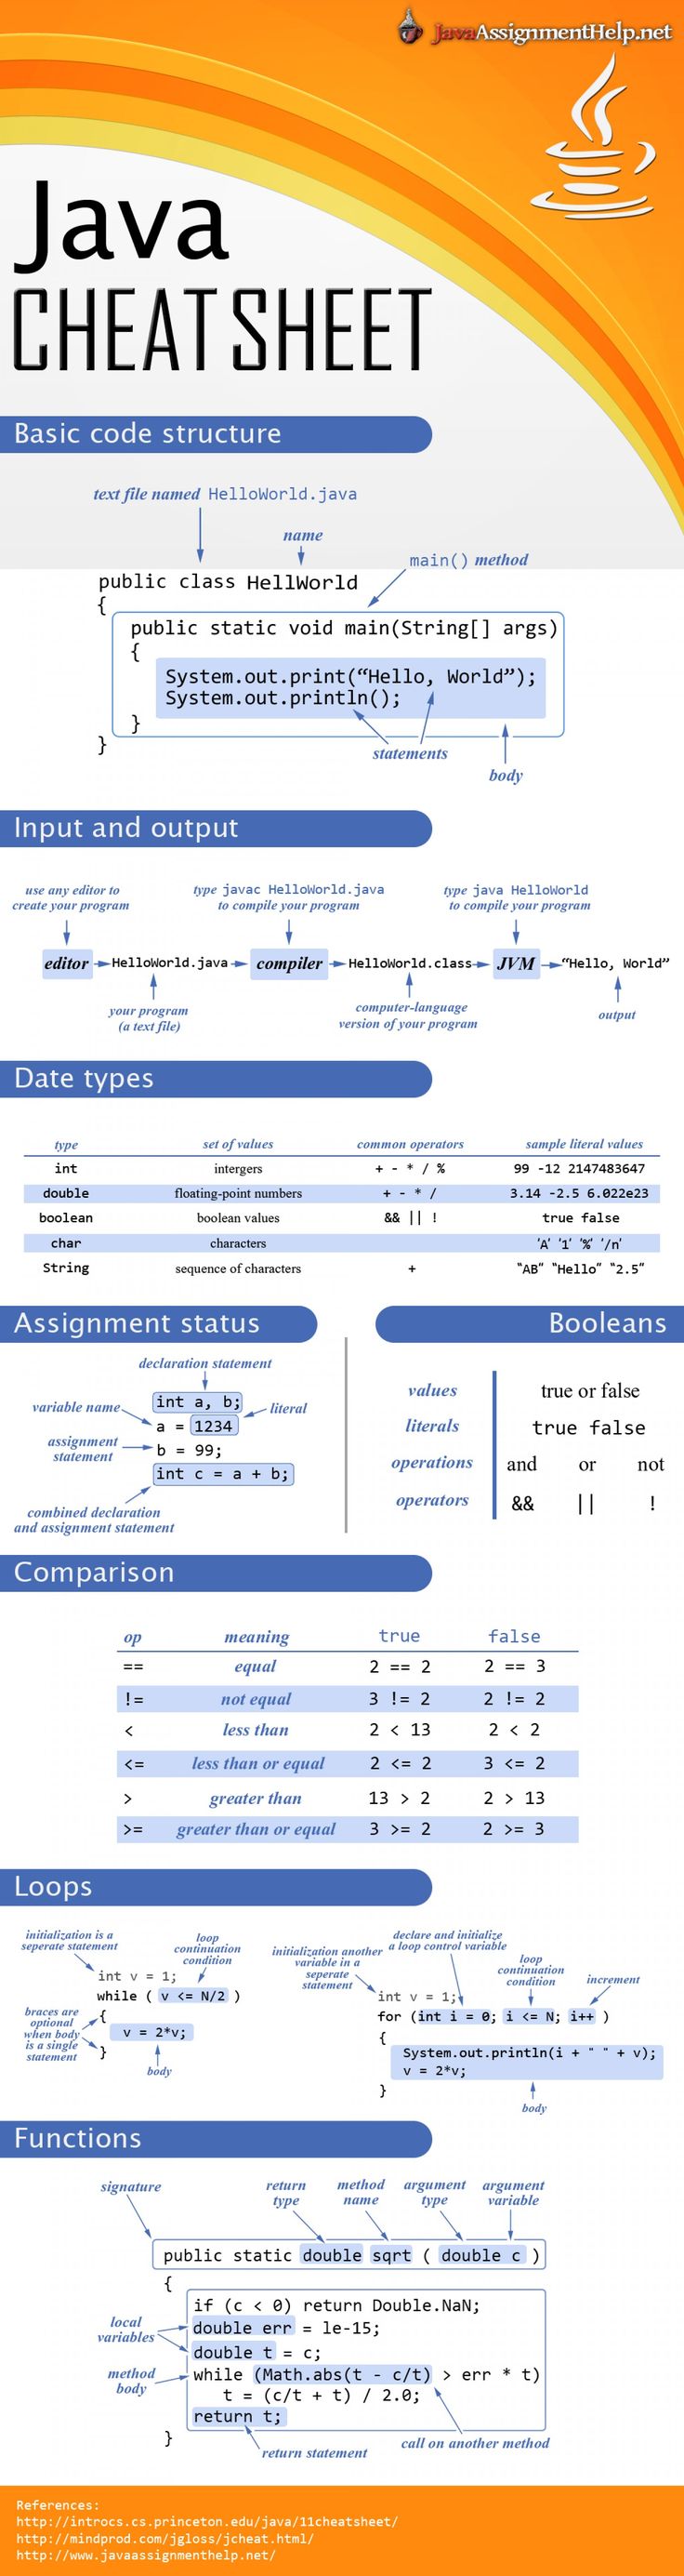 JavaAssignmentHelp.net
Java
CHEAT SHEET
Basic code structure
text file named HelloWorld.java
name
main() method
public class HellWorld
{
public static void main(String[] args)
{
System.out.print(“Hello, World”);
System.out.println();
}
}
statements
body
Input and output
use any editor to
create your program
type javac HelloWorld.java
to compile your program
type java HelloWorld
to compile your program
editor HelloWorld.java compiler HelloWorld.class JVM “Hello, World”
your program
(a text file)
computer-language
version of your program
output
Date types
type set of values common operators sample literal values
int intergers + - * / % 99 -12 2147483647
double floating-point numbers + - * / 3.14 -2.5 6.022e23
boolean boolean values && || ! true false
char characters 'A' '1' '%' '/n'
String sequence of characters + "AB" "Hello" "2.5"
Assignment status
declaration statement
int a, b;
variable name
literal
a = 1234
assignment
statement
b = 99;
int c = a + b;
combined declaration
and assignment statement
Booleans
values true or false
literals true false
operations and or not
operators && || !
Comparison
op meaning true false
== equal 2 == 2 2 == 3
!= not equal 3 != 2 2 != 2
< less than 2 < 13 2 < 2
<= less than or equal 2 <= 2 3 <= 2
> greater than 13 > 2 2 > 13
>= greater than or equal 3 >= 2 2 >= 3
Loops
initialization is a
seperate statement
loop
continuation
condition
int v = 1;
while ( v <= N/2 )
{
v = 2*v;
}
braces are
optional
when body
is a single
statement
body
initialization another
variable in a
seperate
statement
declare and initialize
a loop control variable
loop
continuation
condition
increment
int v = 1;
for (int i = 0; i <= N; i++ )
{
System.out.println(i + " " + v);
v = 2*v;
}
body
Functions
signature
return
type
method
name
argument
type
argument
variable
public static double sqrt ( double c )
{
if (c < 0) return Double.NaN;
double err = le-15;
double t = c;
while (Math.abs(t - c/t) > err * t)
t = (c/t + t) / 2.0;
return t;
}
local
variables
method
body
return statement
call on another method
References:
http://introcs.cs.princeton.edu/java/11cheatsheet/
http://mindprod.com/jgloss/jcheat.html/
http://www.javaassignmenthelp.net/